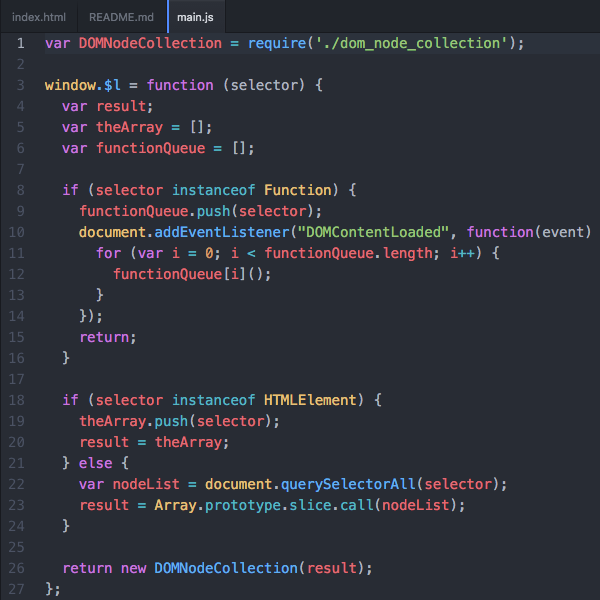 index.html README.md main.js
1 var DOMNodeCollection = require('./dom_node_collection');
2
3 window.$l = function (selector) {
4   var result;
5   var theArray = [];
6   var functionQueue = [];
7
8   if (selector instanceof Function) {
9     functionQueue.push(selector);
10     document.addEventListener("DOMContentLoaded", function(event)
11       for (var i = 0; i < functionQueue.length; i++) {
12         functionQueue[i]();
13       }
14     });
15     return;
16   }
17
18   if (selector instanceof HTMLElement) {
19     theArray.push(selector);
20     result = theArray;
21   } else {
22     var nodeList = document.querySelectorAll(selector);
23     result = Array.prototype.slice.call(nodeList);
24   }
25
26   return new DOMNodeCollection(result);
27 };